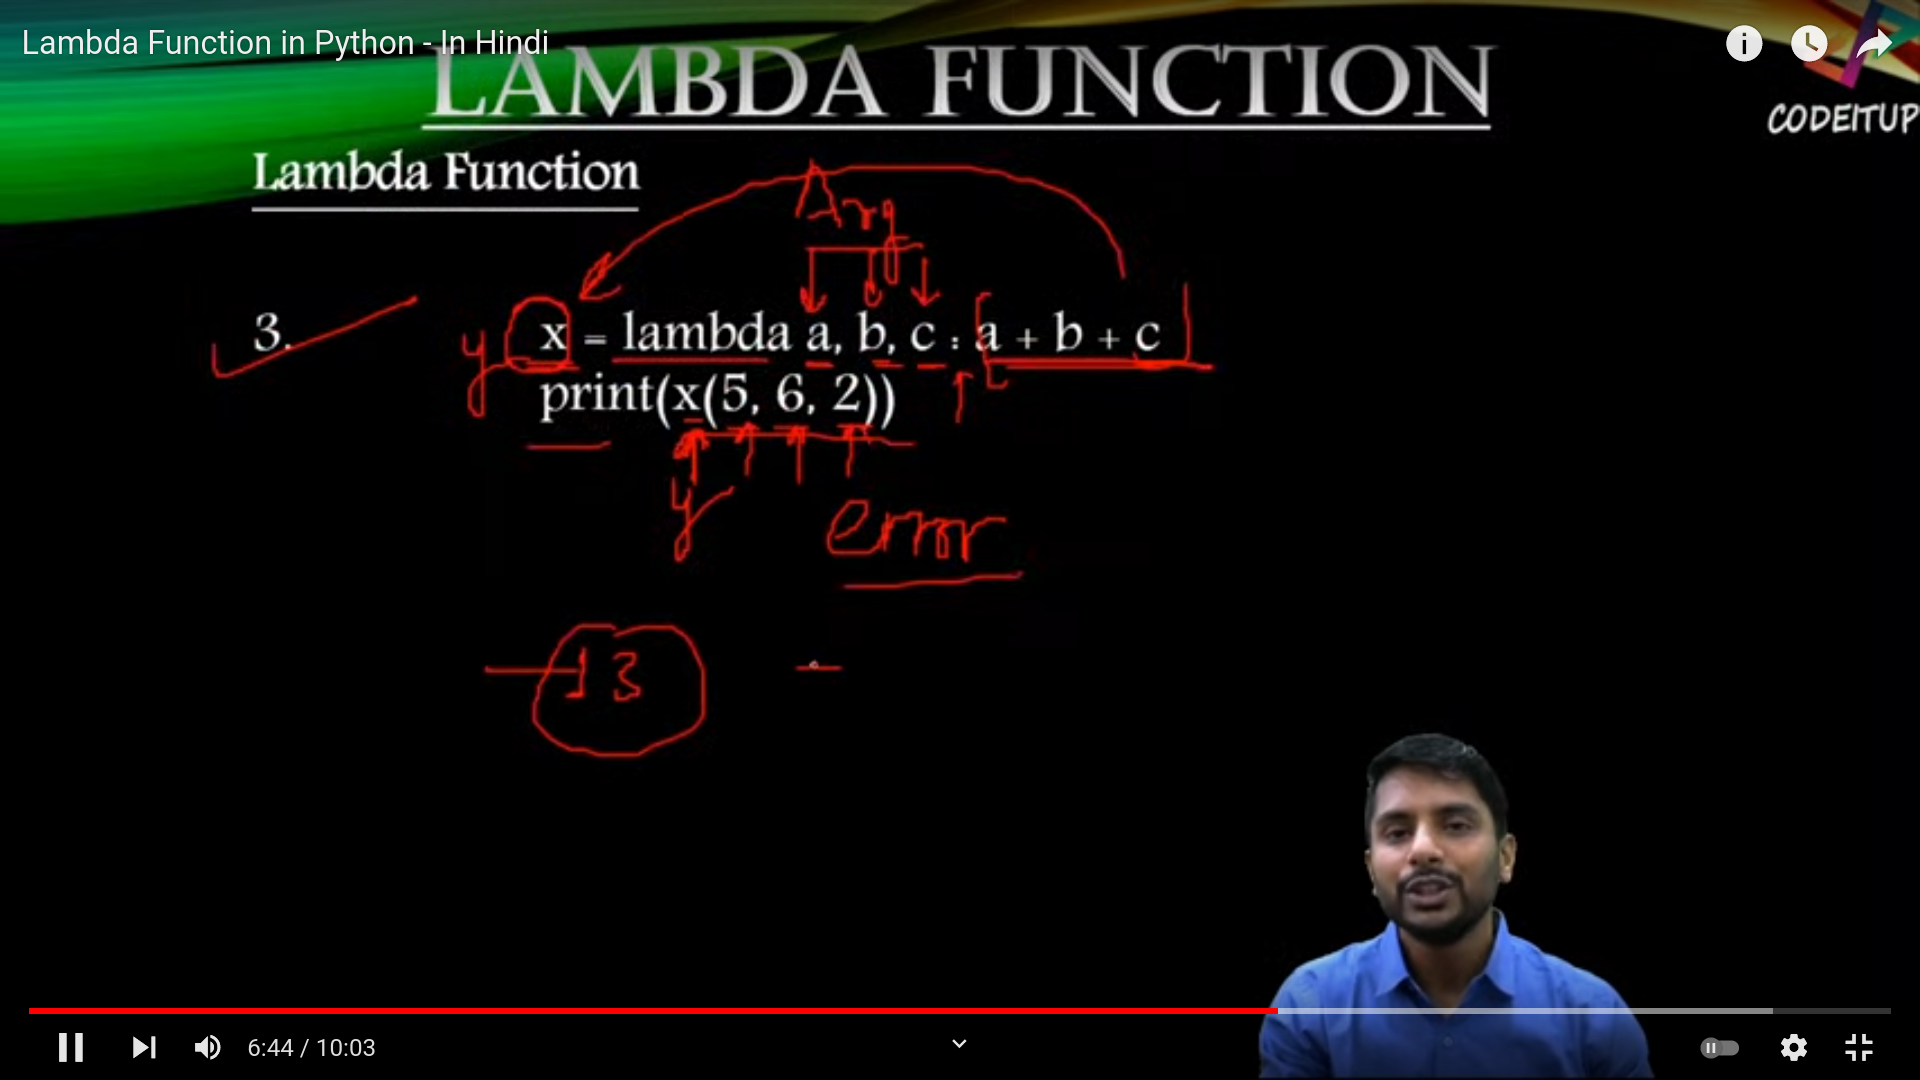 Lambda Function in Python - In Hindi
LAMBDA FUNCTION
CODEITUP
Lambda Function
Arg
3.
y x = lambda a, b, c : a + b + c
print(x(5, 6, 2))
y
error
13
6:44 / 10:03